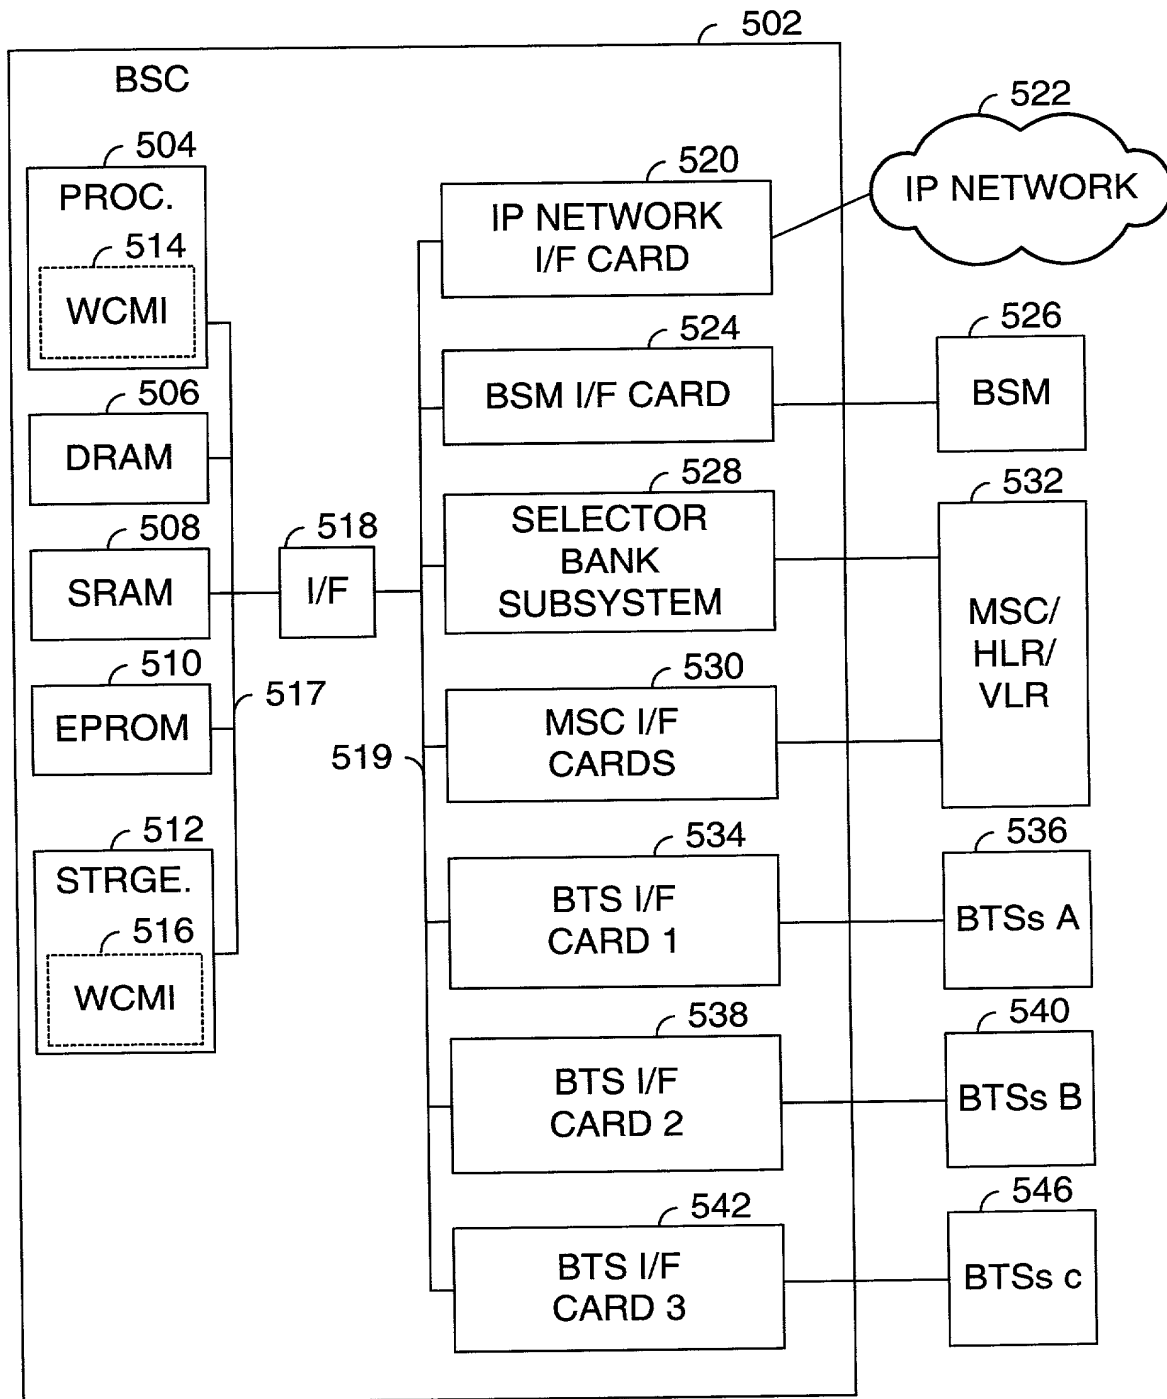 502
BSC
522
504
520
PROC.
IP NETWORK
I/F CARD
IP NETWORK
514
WCMI
524
526
BSM I/F CARD
BSM
506
DRAM
528
532
508
518
SELECTOR
BANK
SUBSYSTEM
SRAM
I/F
MSC/
HLR/
VLR
510
517
530
EPROM
MSC I/F
CARDS
519
512
534
536
STRGE.
BTS I/F
CARD 1
BTSs A
516
WCMI
538
540
BTS I/F
CARD 2
BTSs B
542
546
BTS I/F
CARD 3
BTSs c